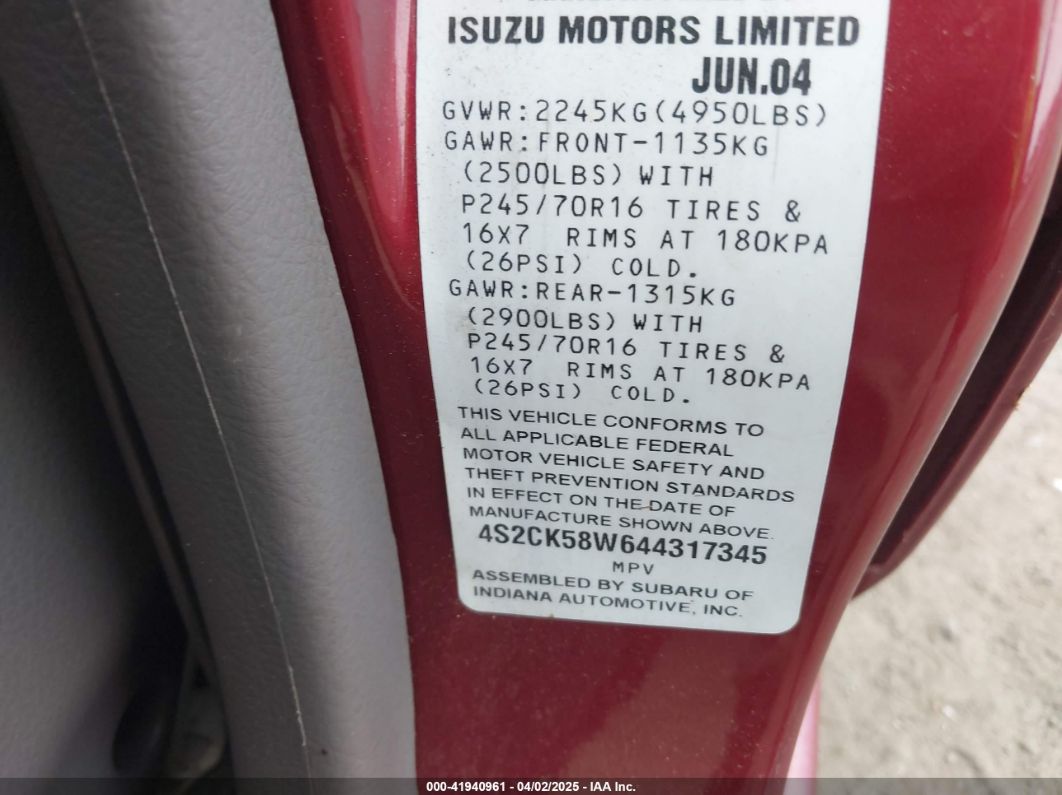 ISUZU MOTORS LIMITED
JUN.04
GVWR:2245KG(4950LBS)
GAWR:FRONT-1135KG
(2500LBS) WITH
P245/70R16 TIRES &
16X7 RIMS AT 180KPA
(26PSI) COLD.
GAWR:REAR-1315KG
(2900LBS) WITH
P245/70R16 TIRES &
16X7 RIMS AT 180KPA
(26PSI) COLD.
THIS VEHICLE CONFORMS TO
ALL APPLICABLE FEDERAL
MOTOR VEHICLE SAFETY AND
THEFT PREVENTION STANDARDS
IN EFFECT ON THE DATE OF
MANUFACTURE SHOWN ABOVE.
4S2CK58W644317345
MPV
ASSEMBLED BY SUBARU OF
INDIANA AUTOMOTIVE, INC.
000-41940961 - 04/02/2025 - IAA Inc.